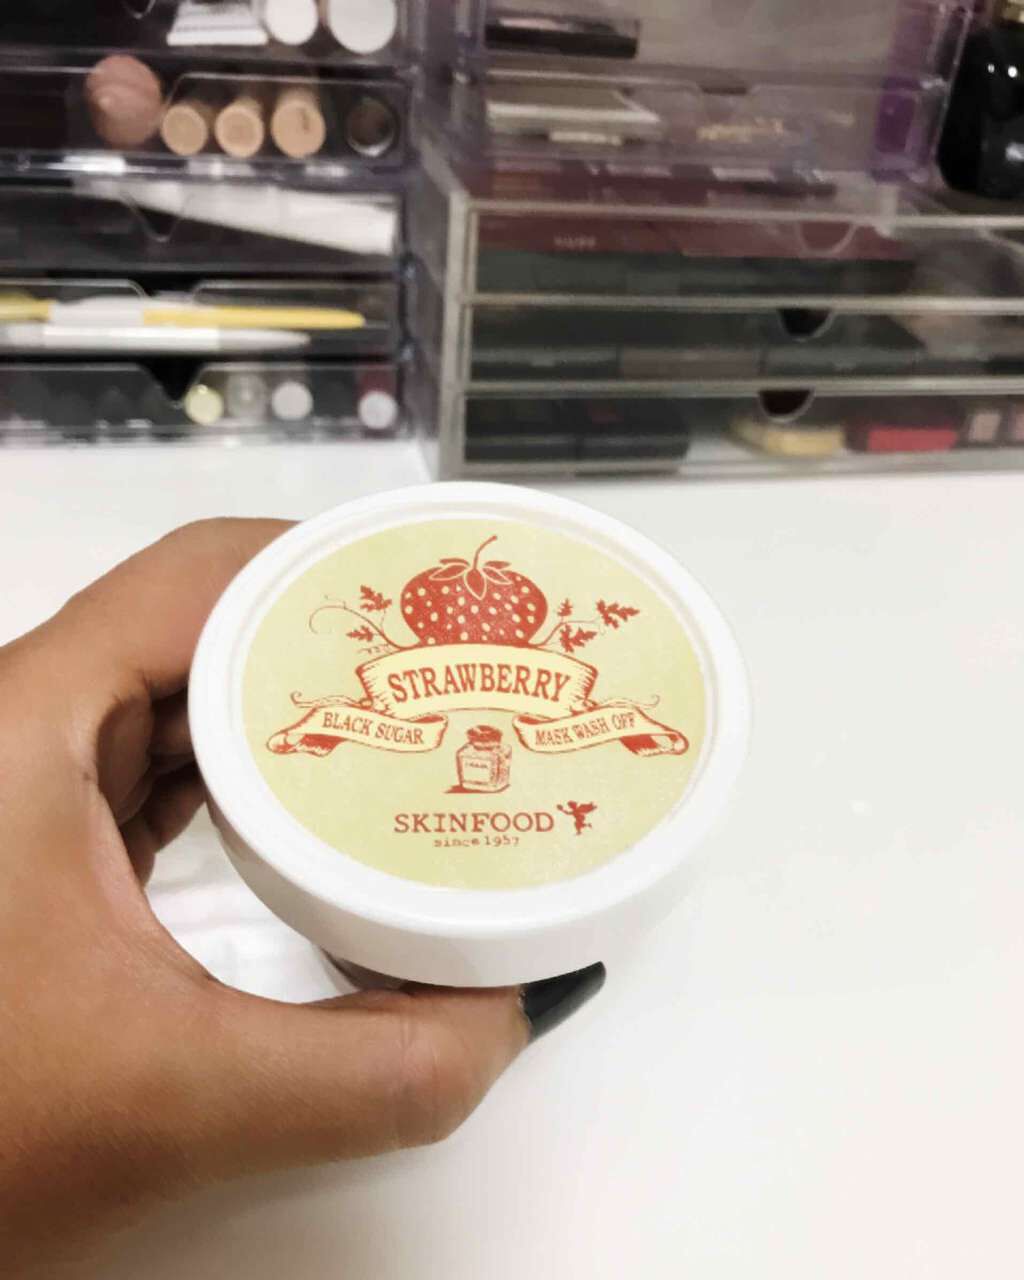 STRAWBERRY
BLACK SUGAR
MASK WASH OFF
SKINFOOD
since 1957